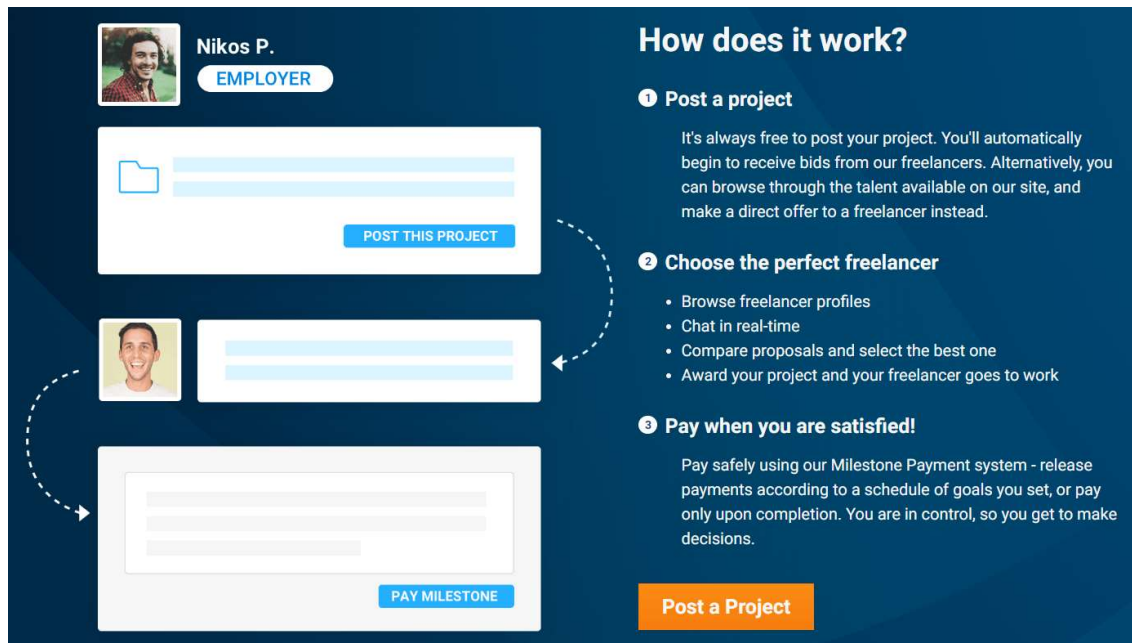 Nikos P.
EMPLOYER
POST THIS PROJECT
PAY MILESTONE
How does it work?
1 Post a project
It's always free to post your project. You'll automatically
begin to receive bids from our freelancers. Alternatively, you
can browse through the talent available on our site, and
make a direct offer to a freelancer instead.
2 Choose the perfect freelancer
• Browse freelancer profiles
• Chat in real-time
• Compare proposals and select the best one
• Award your project and your freelancer goes to work
3 Pay when you are satisfied!
Pay safely using our Milestone Payment system - release
payments according to a schedule of goals you set, or pay
only upon completion. You are in control, so you get to make
decisions.
Post a Project